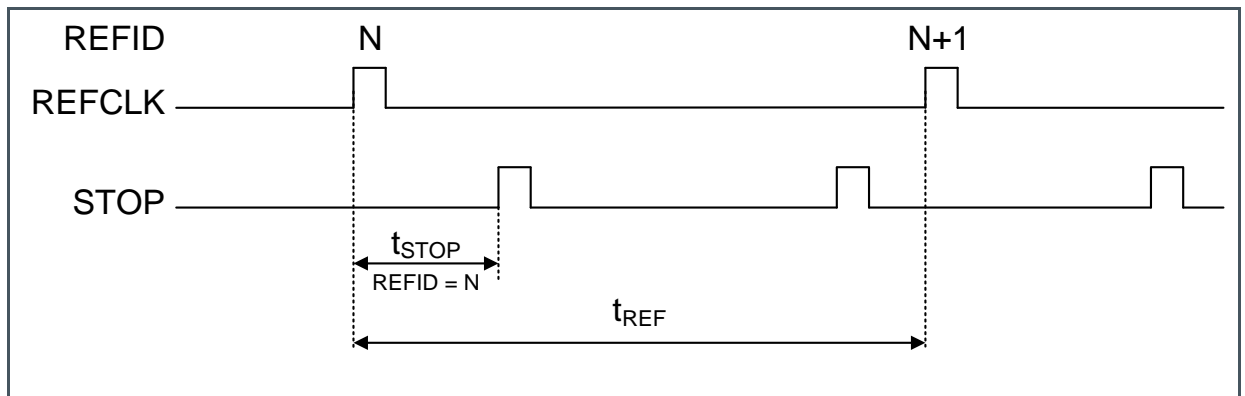 REFID N N+1
REFCLK
STOP
tSTOP
REFID = N
tREF